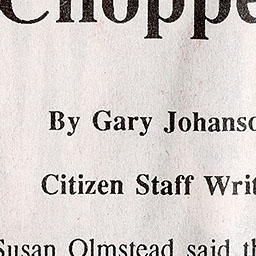 Choppe
By Gary Johanso
Citizen Staff Writ
Susan Olmstead said th